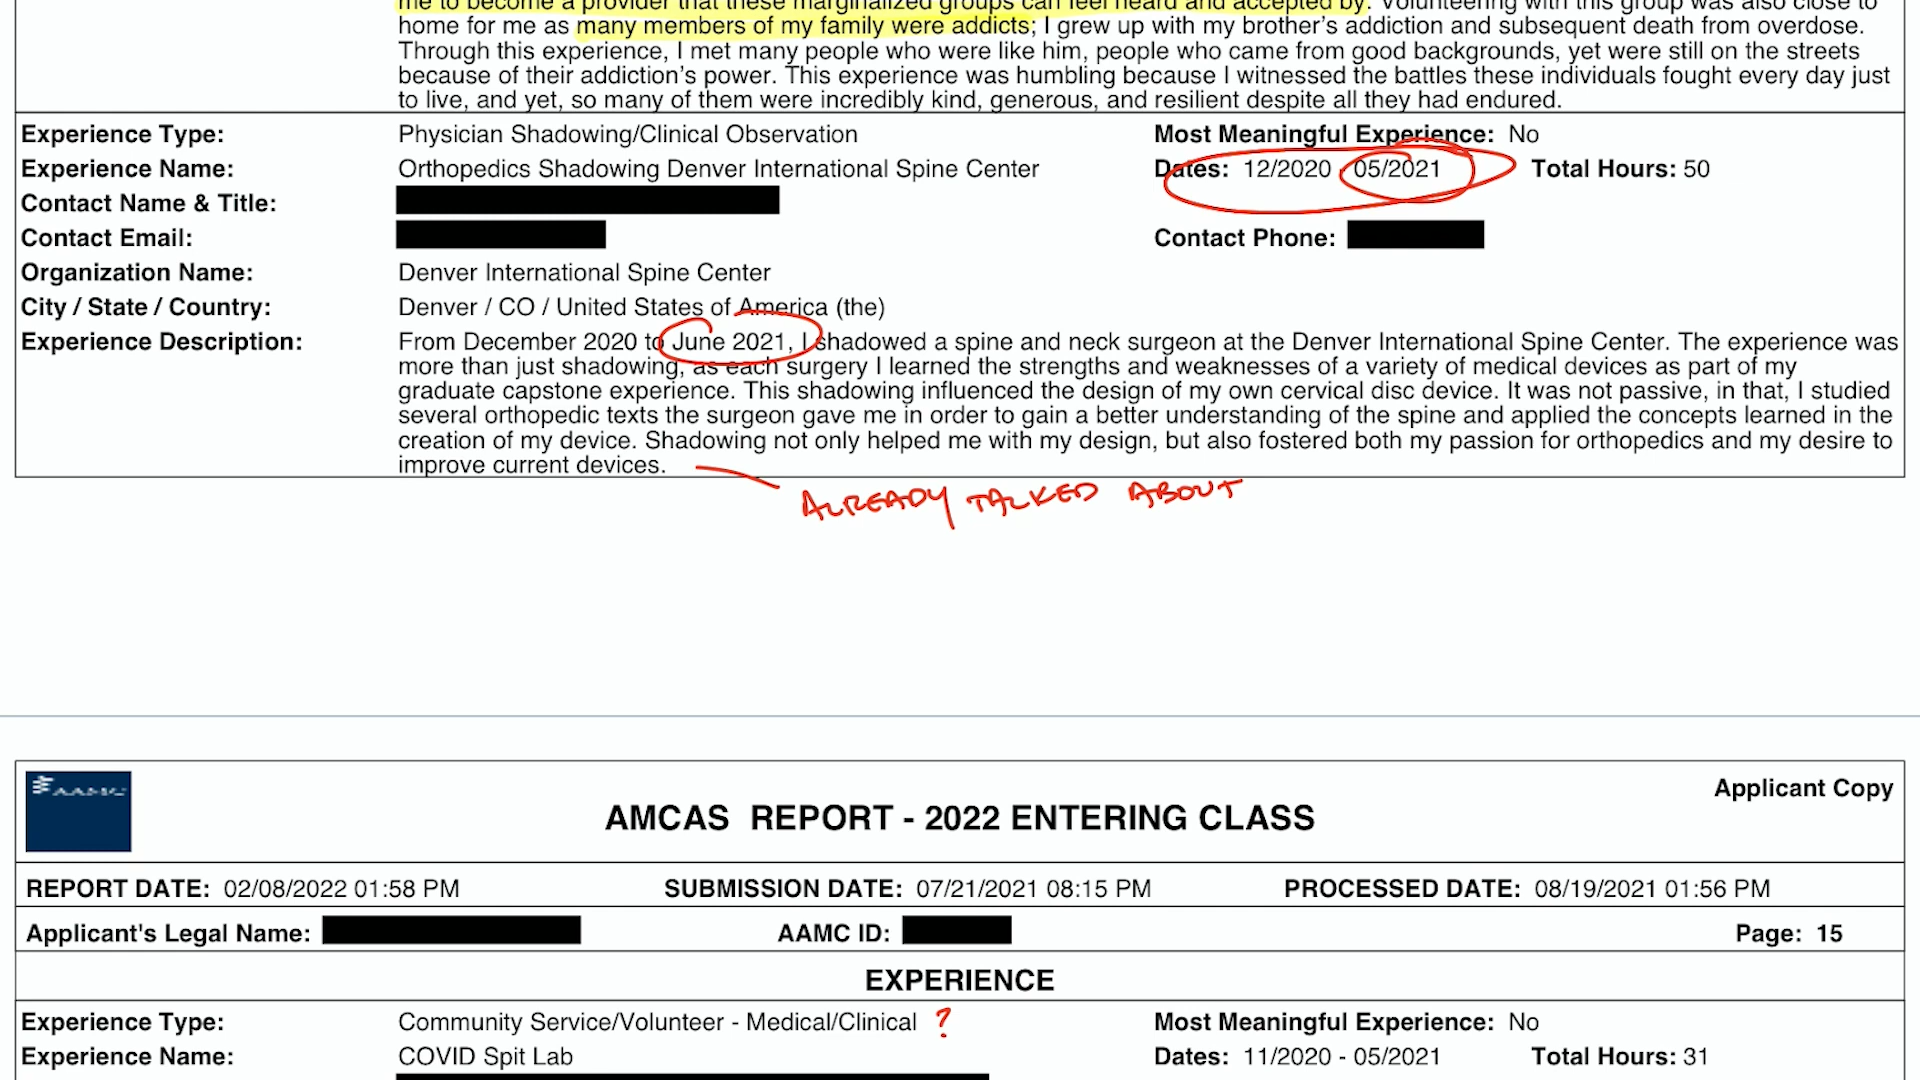 me to become a provider that these marginalized groups can feel heard and accepted by. Volunteering with this group was also close to
home for me as many members of my family were addicts; I grew up with my brother's addiction and subsequent death from overdose.
Through this experience, I met many people who were like him, people who came from good backgrounds, yet were still on the streets
because of their addiction's power. This experience was humbling because I witnessed the battles these individuals fought every day just
to live, and yet, so many of them were incredibly kind, generous, and resilient despite all they had endured.
Experience Type: Physician Shadowing/Clinical Observation Most Meaningful Experience: No
Experience Name: Orthopedics Shadowing Denver International Spine Center Dates: 12/2020 - 05/2021 Total Hours: 50
Contact Name & Title:
Contact Email: Contact Phone:
Organization Name: Denver International Spine Center
City / State / Country: Denver / CO / United States of America (the)
Experience Description: From December 2020 to June 2021, I shadowed a spine and neck surgeon at the Denver International Spine Center. The experience was
more than just shadowing, as each surgery I learned the strengths and weaknesses of a variety of medical devices as part of my
graduate capstone experience. This shadowing influenced the design of my own cervical disc device. It was not passive, in that, I studied
several orthopedic texts the surgeon gave me in order to gain a better understanding of the spine and applied the concepts learned in the
creation of my device. Shadowing not only helped me with my design, but also fostered both my passion for orthopedics and my desire to
improve current devices.
ALREADY TALKED ABOUT
AAMC
Applicant Copy
AMCAS REPORT - 2022 ENTERING CLASS
REPORT DATE: 02/08/2022 01:58 PM SUBMISSION DATE: 07/21/2021 08:15 PM PROCESSED DATE: 08/19/2021 01:56 PM
Applicant's Legal Name: AAMC ID: Page: 15
EXPERIENCE
Experience Type: Community Service/Volunteer - Medical/Clinical ? Most Meaningful Experience: No
Experience Name: COVID Spit Lab Dates: 11/2020 - 05/2021 Total Hours: 31